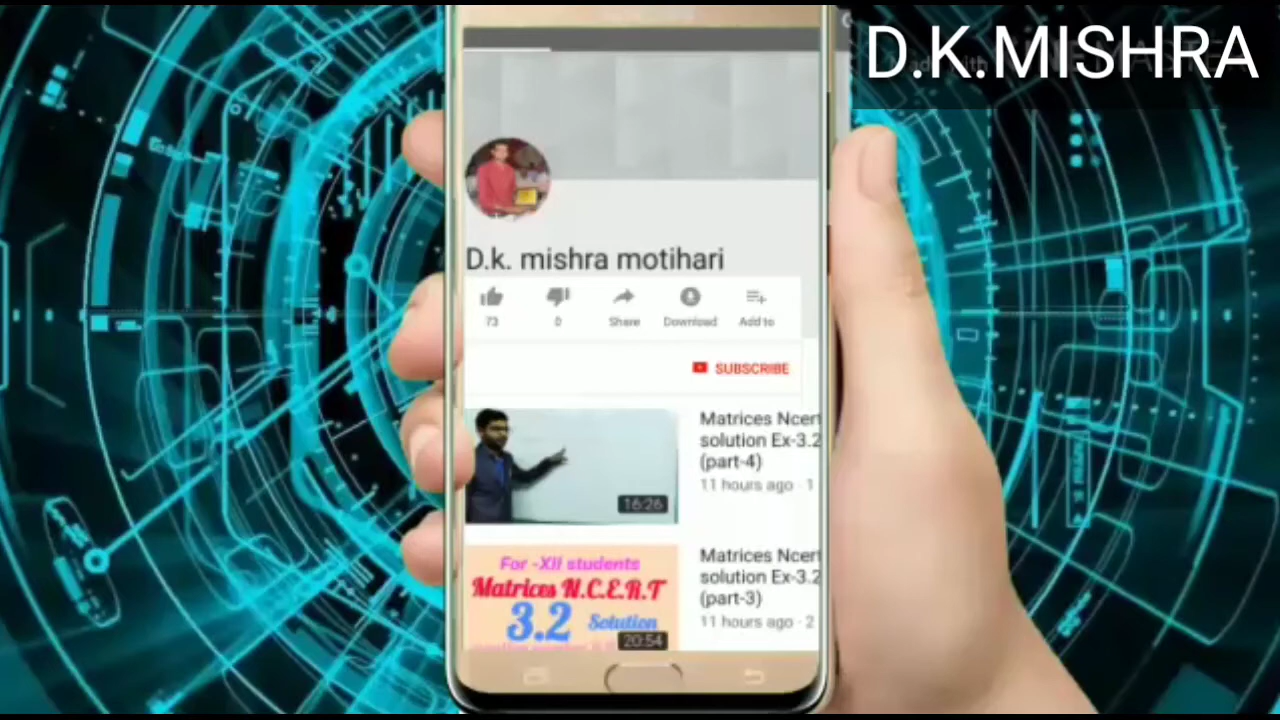 D.K.MISHRA
D.k. mishra motihari
73
0
Share
Download
Add to
SUBSCRIBE
Matrices Ncert
solution Ex-3.2
(part-4)
11 hours ago · 1
16:26
For -XII students
Matrices N.C.E.R.T
3.2 Solution
20:54
Matrices Ncert
solution Ex-3.2
(part-3)
11 hours ago · 2